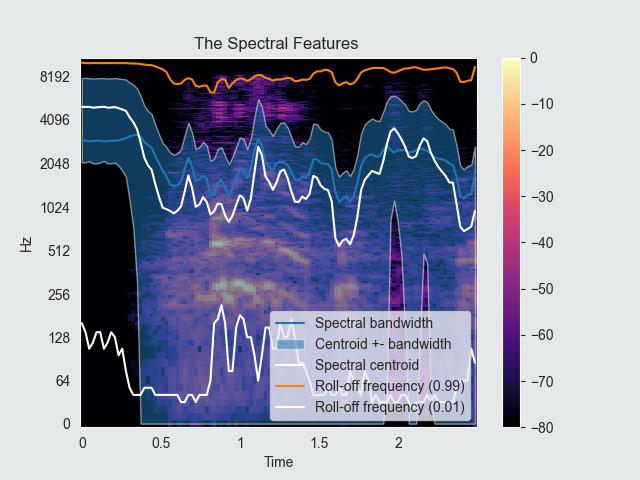 The Spectral Features
8192
4096
2048
1024
512
256
128
64
0
Hz
0
0.5
1
1.5
2
Time
Spectral bandwidth
Centroid +- bandwidth
Spectral centroid
Roll-off frequency (0.99)
Roll-off frequency (0.01)
0
−10
−20
−30
−40
−50
−60
−70
−80